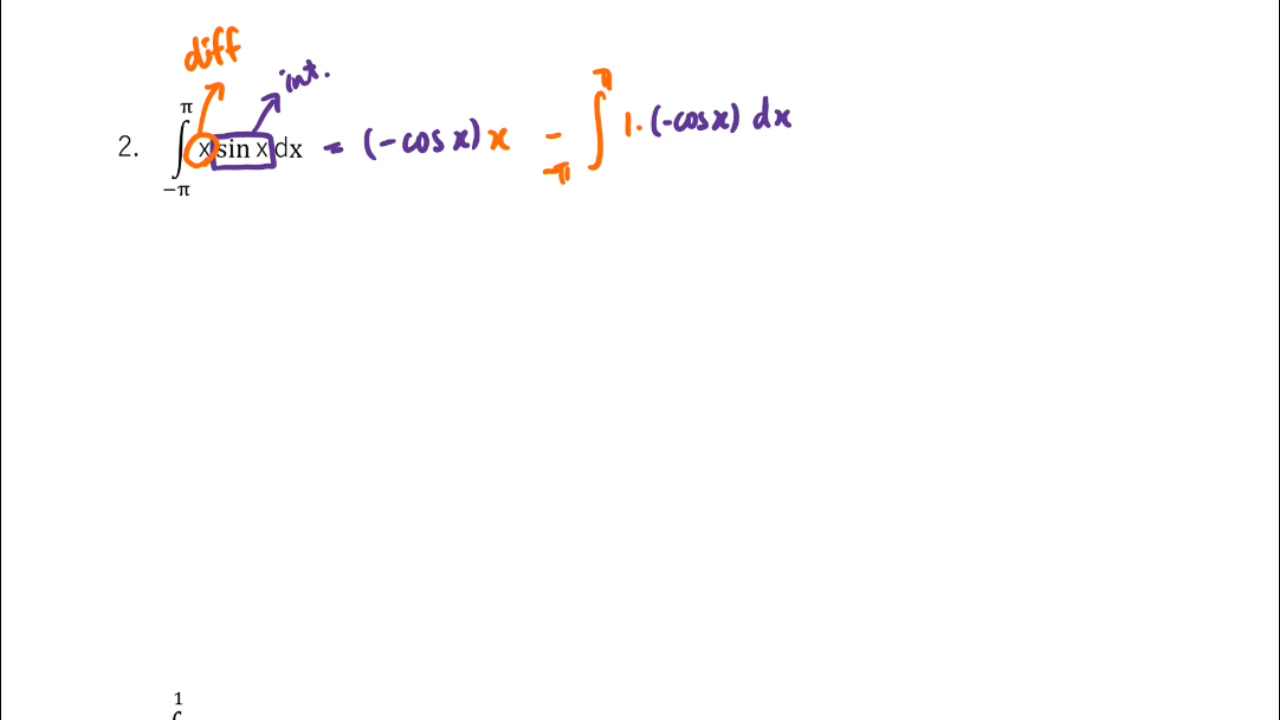 diff
int.
2. ∫_{-π}^{π} x sin x dx = (-cos x) x - ∫_{-π}^{π} 1. (-cos x) dx
1
∫